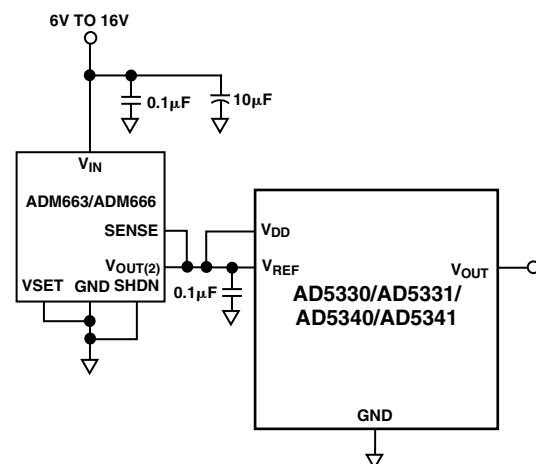 6V TO 16V
0.1µF
10µF
VIN
ADM663/ADM666
SENSE
VOUT(2)
VSET GND SHDN
0.1µF
VDD
VREF
VOUT
AD5330/AD5331/
AD5340/AD5341
GND